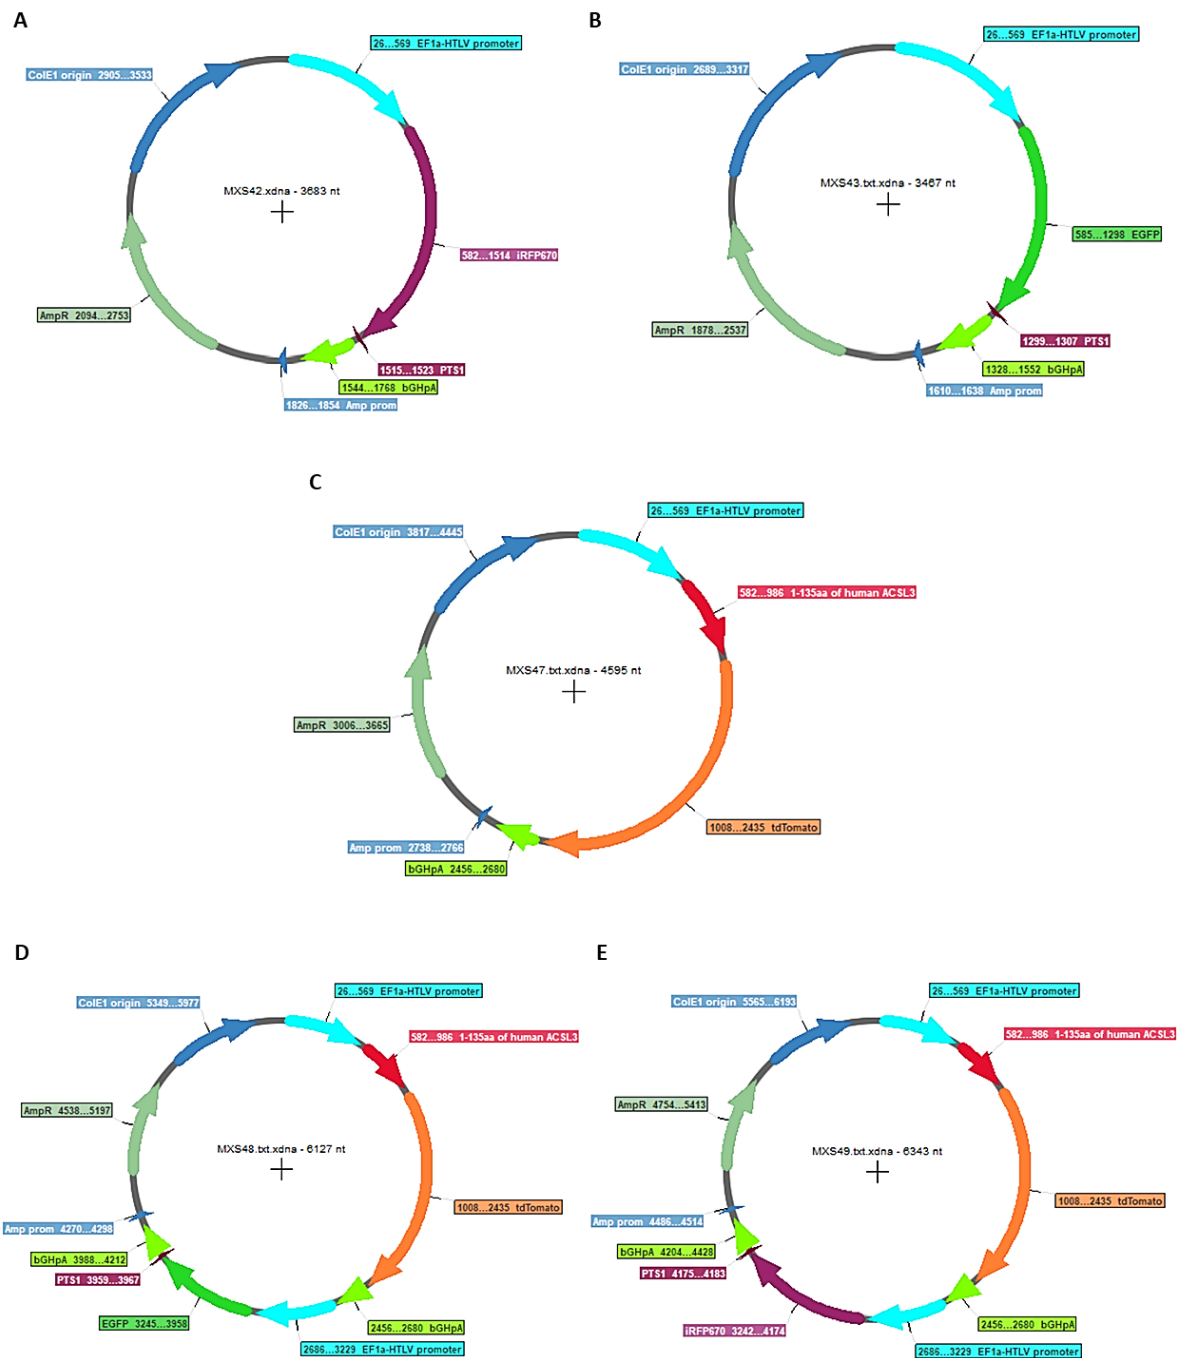 A
26...569 EF1a-HTLV promoter
ColE1 origin 2905...3533
MXS42.xdna - 3683 nt
582...1514 iRFP670
AmpR 2094...2753
1515...1523 PTS1
1544...1768 bGHpA
1826...1854 Amp prom
B
26...569 EF1a-HTLV promoter
ColE1 origin 2689...3317
MXS43.txt.xdna - 3467 nt
585...1298 EGFP
AmpR 1878...2537
1299...1307 PTS1
1328...1552 bGHpA
1610...1638 Amp prom
C
26...569 EF1a-HTLV promoter
ColE1 origin 3817...4445
582...986 1-135aa of human ACSL3
MXS47.txt.xdna - 4595 nt
AmpR 3006...3665
1008...2435 tdTomato
Amp prom 2738...2766
bGHpA 2456...2680
D
26...569 EF1a-HTLV promoter
ColE1 origin 5349...5977
582...986 1-135aa of human ACSL3
AmpR 4538...5197
MXS48.txt.xdna - 6127 nt
1008...2435 tdTomato
Amp prom 4270...4298
bGHpA 3988...4212
PTS1 3959...3967
EGFP 3245...3958
2456...2680 bGHpA
2686...3229 EF1a-HTLV promoter
E
26...569 EF1a-HTLV promoter
ColE1 origin 5565...6193
582...986 1-135aa of human ACSL3
AmpR 4754...5413
MXS49.txt.xdna - 6343 nt
1008...2435 tdTomato
Amp prom 4486...4514
bGHpA 4204...4428
PTS1 4175...4183
iRFP670 3242...4174
2456...2680 bGHpA
2686...3229 EF1a-HTLV promoter